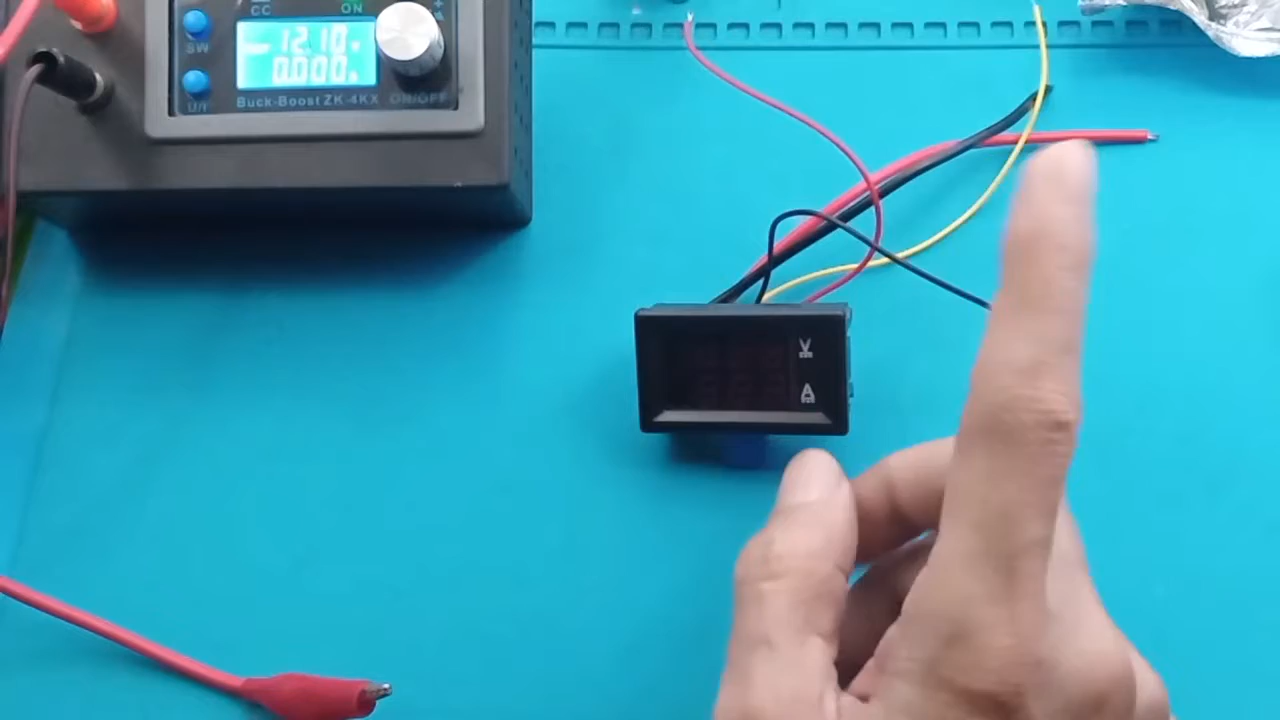 CC
ON
SW
12.10 v
0.000 A
U/I
Buck-Boost ZK-4KX
ON/OFF
V
A